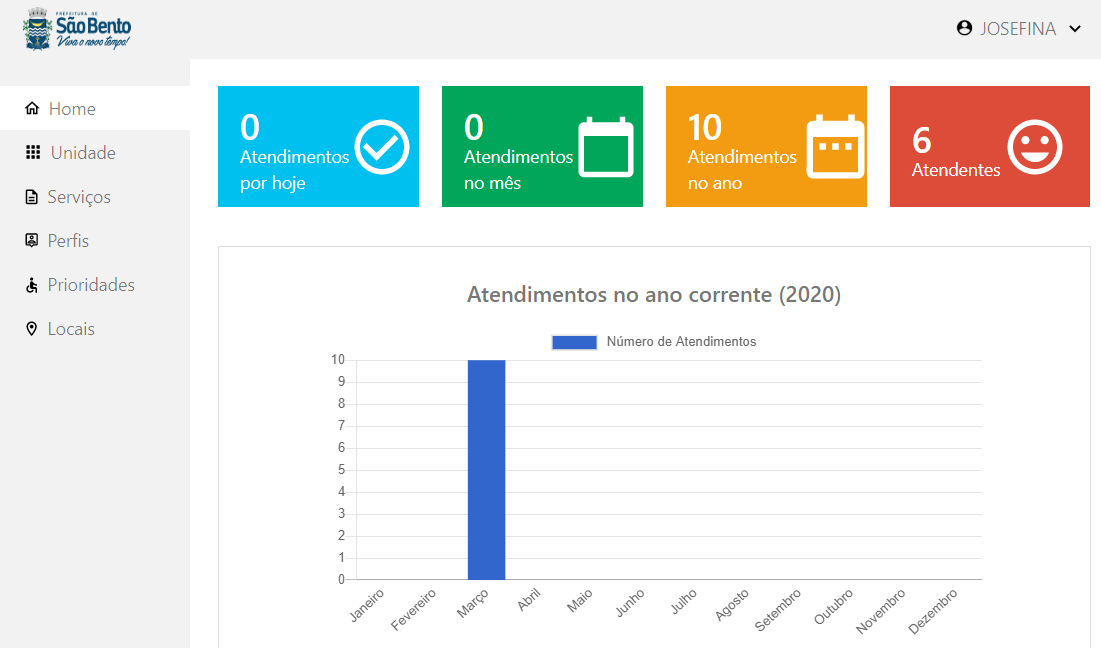 PREFEITURA DE
São Bento
Viva o novo tempo!
JOSEFINA
Home
Unidade
Serviços
Perfis
Prioridades
Locais
0
Atendimentos
por hoje
0
Atendimentos
no mês
10
Atendimentos
no ano
6
Atendentes
Atendimentos no ano corrente (2020)
Número de Atendimentos
10
9
8
7
6
5
4
3
2
1
0
Janeiro
Fevereiro
Março
Abril
Maio
Junho
Julho
Agosto
Setembro
Outubro
Novembro
Dezembro